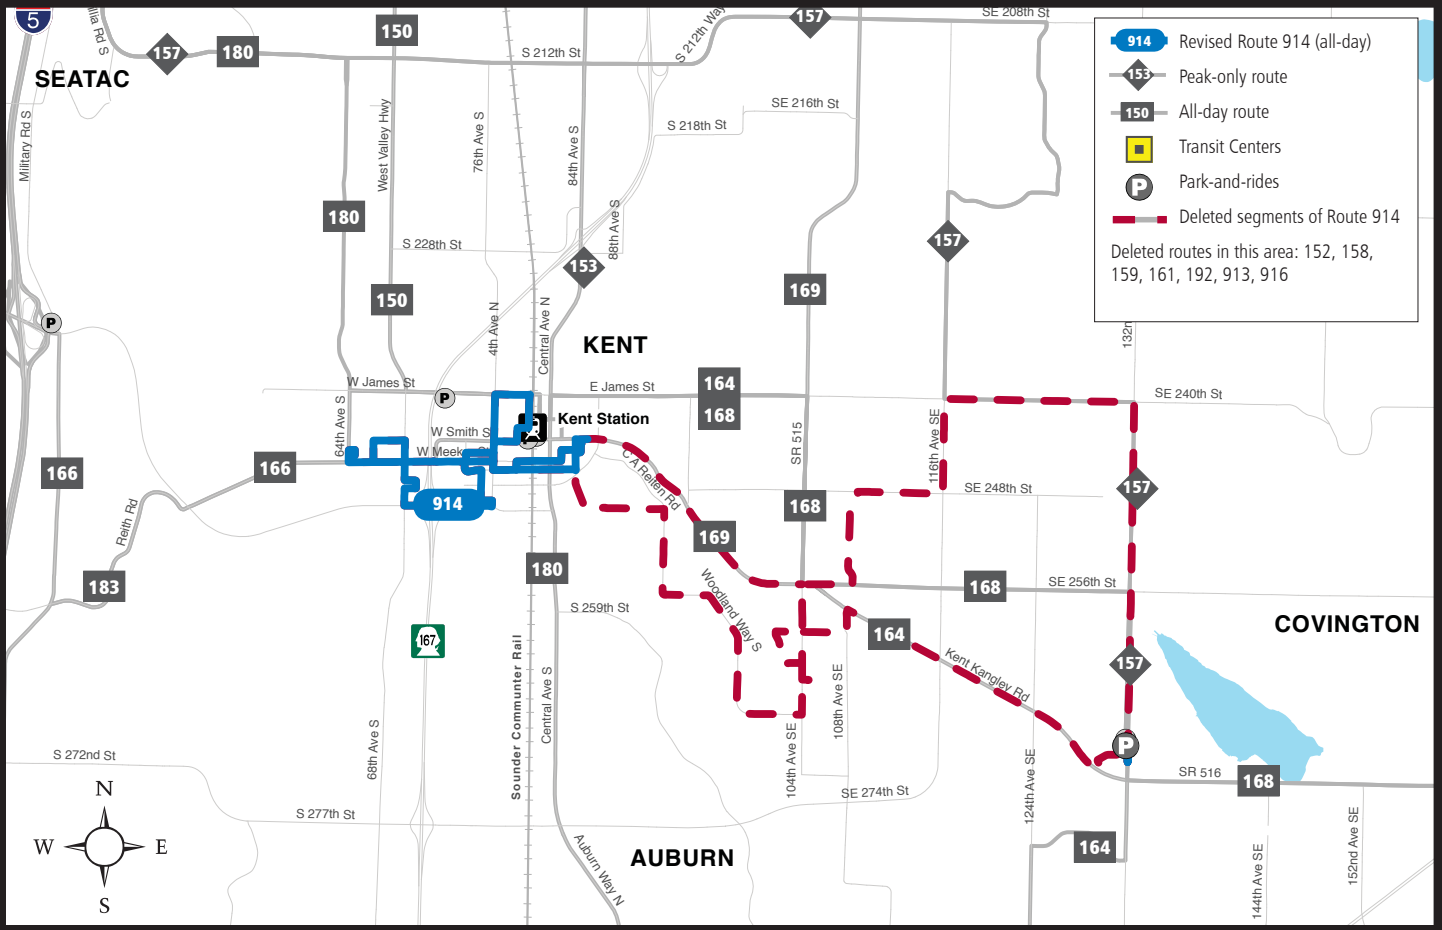 5
illia Rd S
157
180
150
157
SE 208th St
S 212th Way
S 212th St
SEATAC
914
Revised Route 914 (all-day)
153
Peak-only route
150
All-day route
Transit Centers
P
Park-and-rides
Deleted segments of Route 914
Deleted routes in this area: 152, 158,
159, 161, 192, 913, 916
Military Rd S
West Valley Hwy
76th Ave S
84th Ave S
88th Ave S
SE 216th St
S 218th St
180
S 228th St
157
153
169
150
P
4th Ave N
Central Ave N
KENT
132n
W James St
P
E James St
164
168
SE 240th St
64th Ave S
Kent Station
W Smith S
W Meek
St
116th Ave SE
SR 515
C A Reiten Rd
166
166
914
SE 248th St
157
168
Reith Rd
169
180
183
Woodland Way S
168
SE 256th St
S 259th St
167
164
COVINGTON
Sounder Communter Rail
Central Ave S
157
Kent Kangley Rd
108th Ave SE
68th Ave S
104th Ave SE
P
S 272nd St
124th Ave SE
SR 516
168
SE 274th St
S 277th St
N
W
E
S
AUBURN
Auburn Way N
164
144th Ave SE
152nd Ave SE